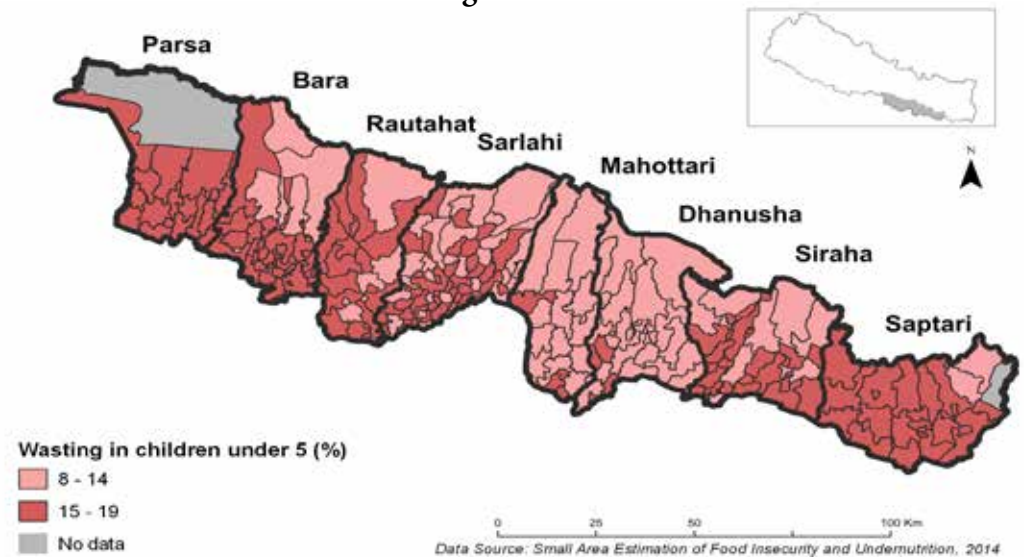 Parsa
Bara
Rautahat
Sarlahi
Mahottari
Dhanusha
Siraha
Saptari
N
Wasting in children under 5 (%)
8 - 14
15 - 19
No data
0 25 50 100 Km
Data Source: Small Area Estimation of Food Insecurity and Undernutrition, 2014